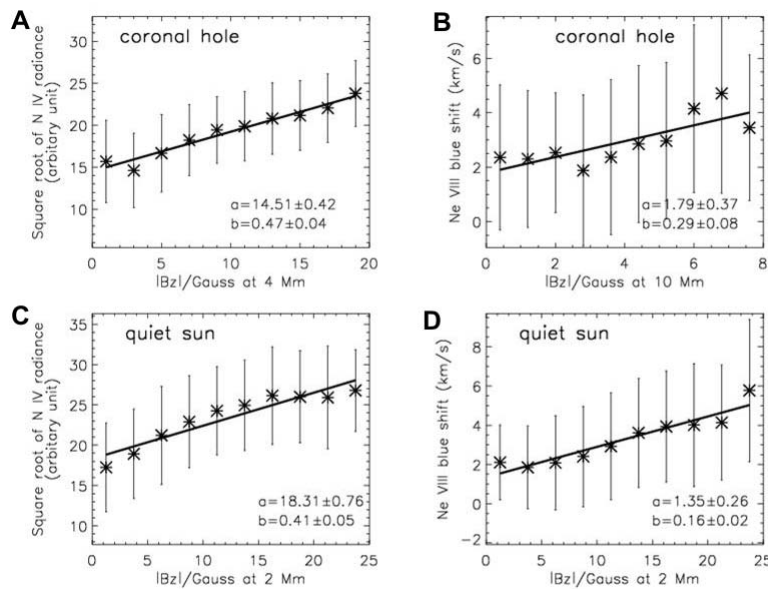 A
coronal hole
Square root of N IV radiance
(arbitary unit)
30
25
20
15
10
a=14.51±0.42
b=0.47±0.04
0 5 10 15 20
|Bz|/Gauss at 4 Mm
B
coronal hole
Ne VIII blue shift (km/s)
6
4
2
0
a=1.79±0.37
b=0.29±0.08
0 2 4 6 8
|Bz|/Gauss at 10 Mm
C
quiet sun
Square root of N IV radiance
(arbitary unit)
35
30
25
20
15
10
a=18.31±0.76
b=0.41±0.05
0 5 10 15 20 25
|Bz|/Gauss at 2 Mm
D
quiet sun
Ne VIII blue shift (km/s)
8
6
4
2
0
-2
a=1.35±0.26
b=0.16±0.02
0 5 10 15 20 25
|Bz|/Gauss at 2 Mm